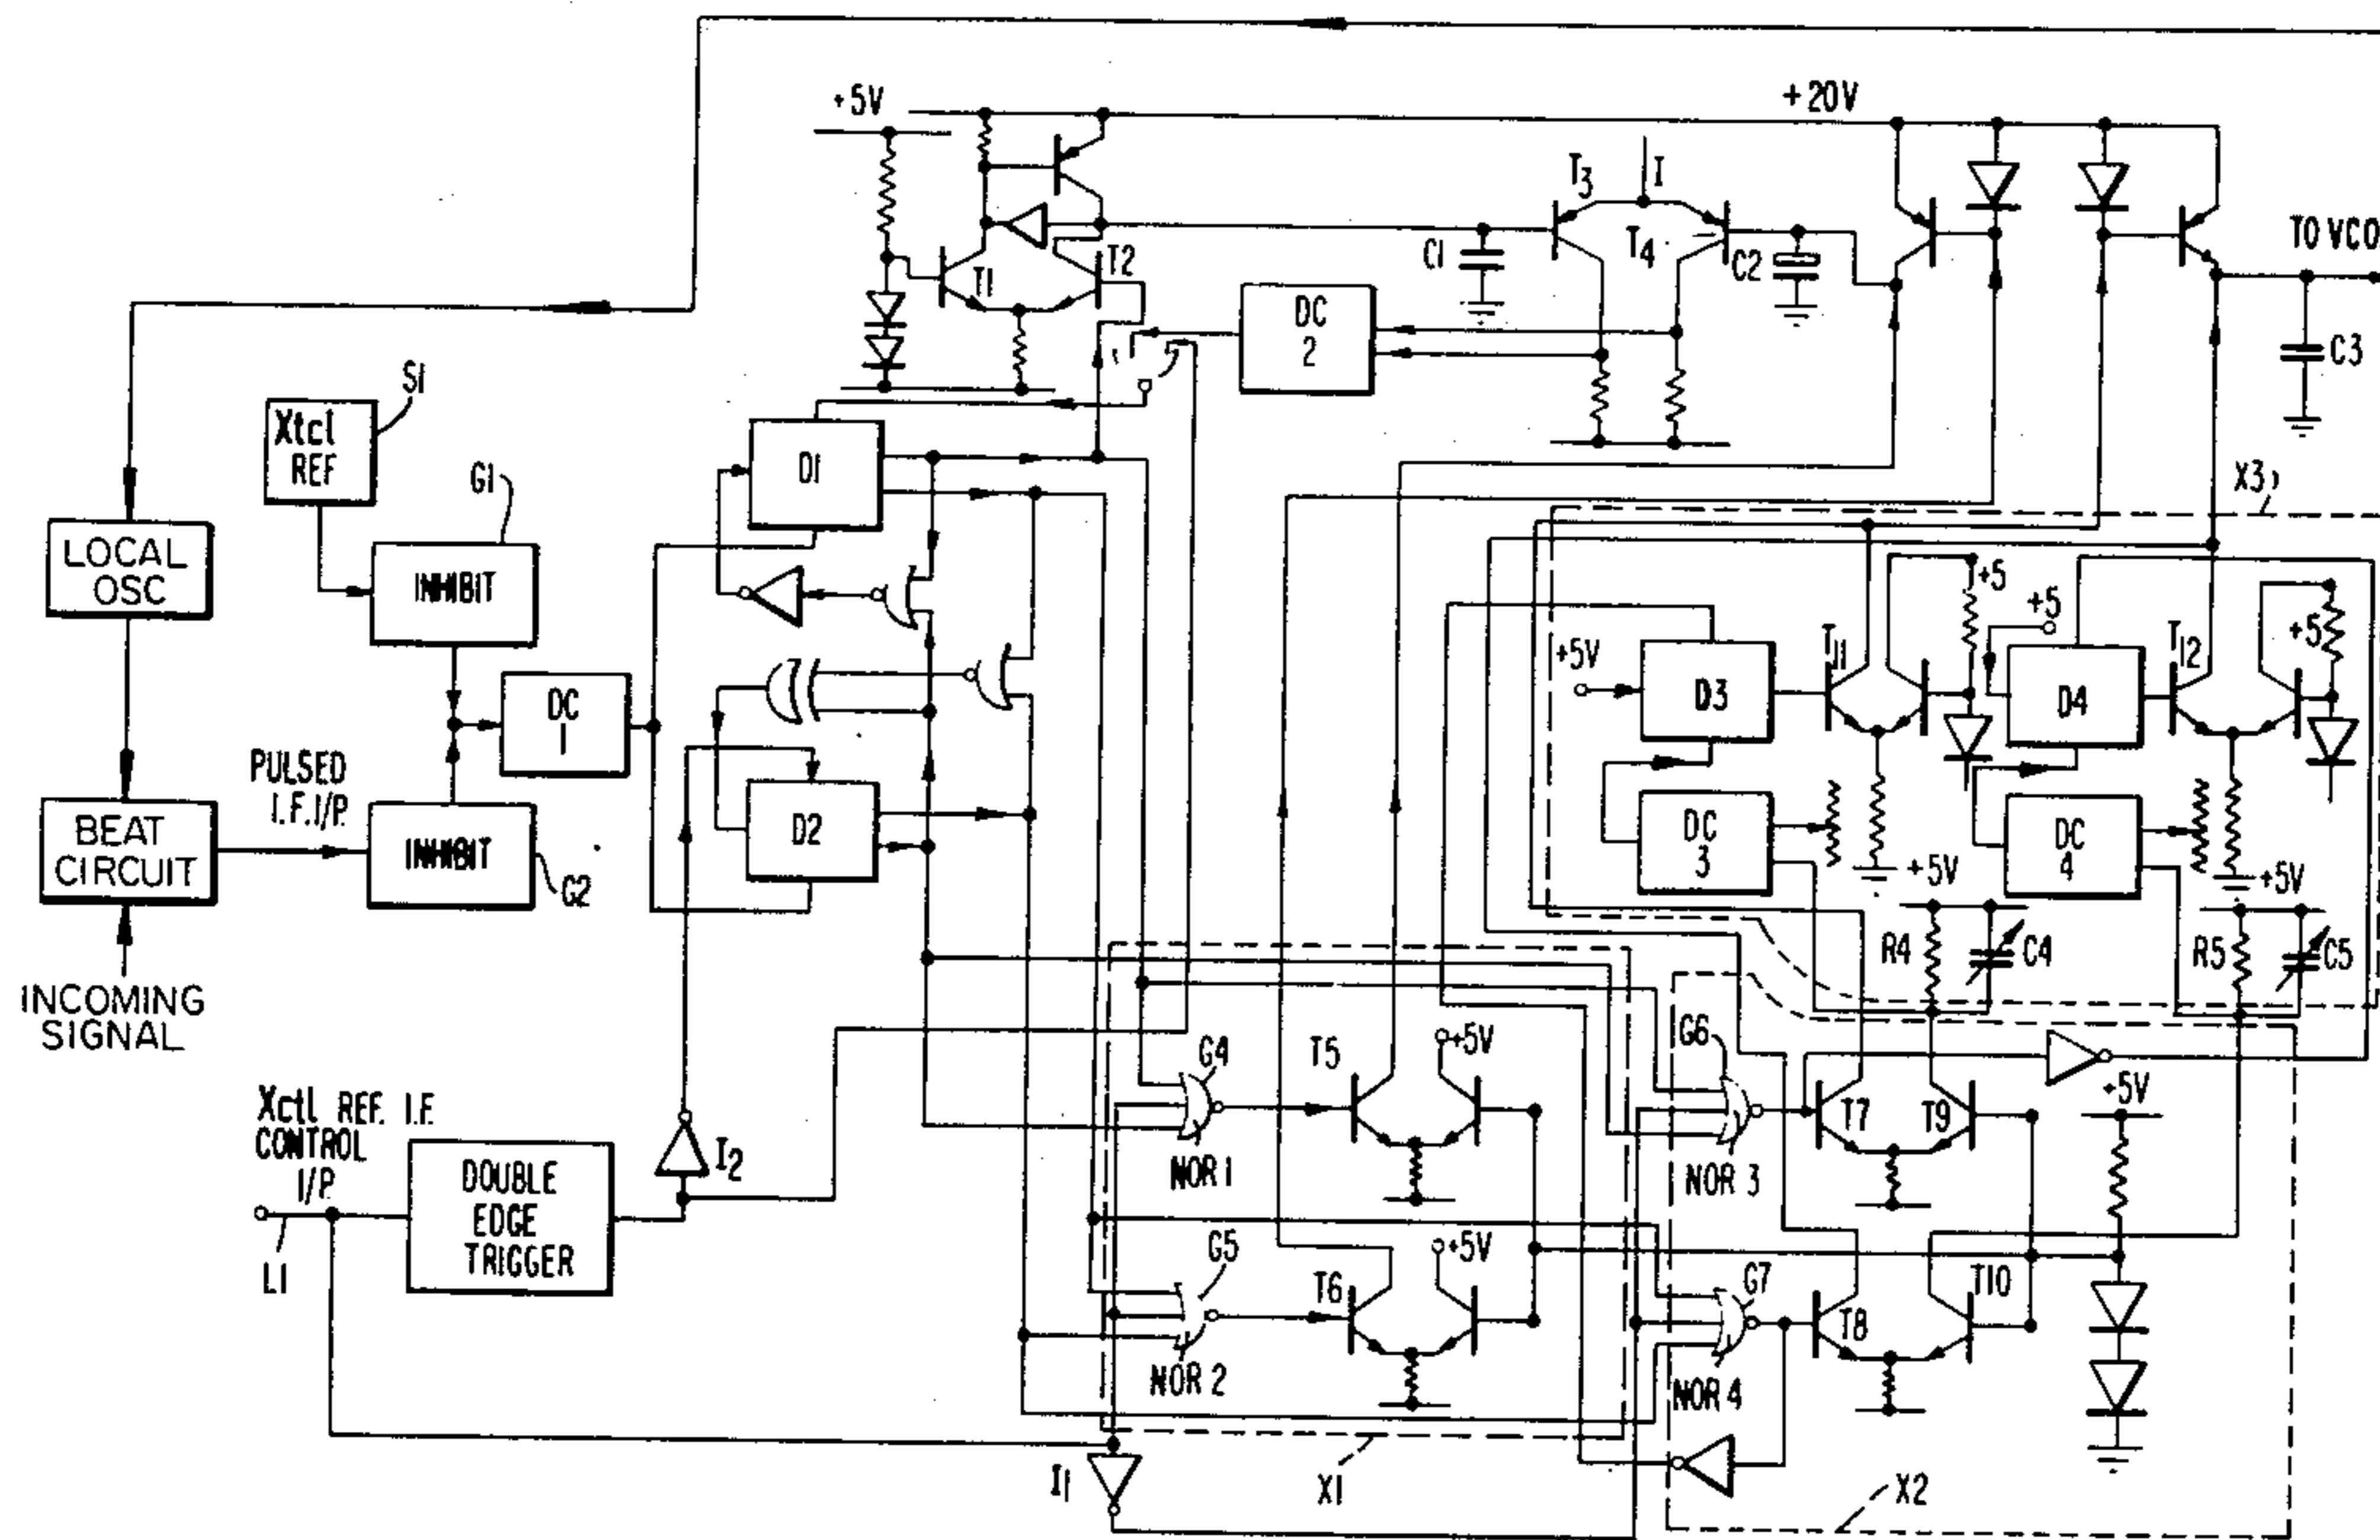 +5V
+20V
T3
I
T4
C1
C2
T1
T2
TO VCO
C3
DC
2
S1
Xtcl
REF
G1
D1
X3
LOCAL
OSC
INHIBIT
+5V
D3
T11
+5
+5
D4
T12
+5
DC
1
PULSED
I.F. I/P.
BEAT
CIRCUIT
INHIBIT
G2
D2
DC
3
+5V
DC
4
+5V
R4
C4
R5
C5
INCOMING
SIGNAL
Xctl REF. I.F.
CONTROL
I/P.
L1
DOUBLE
EDGE
TRIGGER
I2
G4
NOR 1
T5
+5V
G6
NOR 3
T7
T9
+5V
G5
NOR 2
T6
+5V
G7
NOR 4
T8
T10
I1
X1
X2